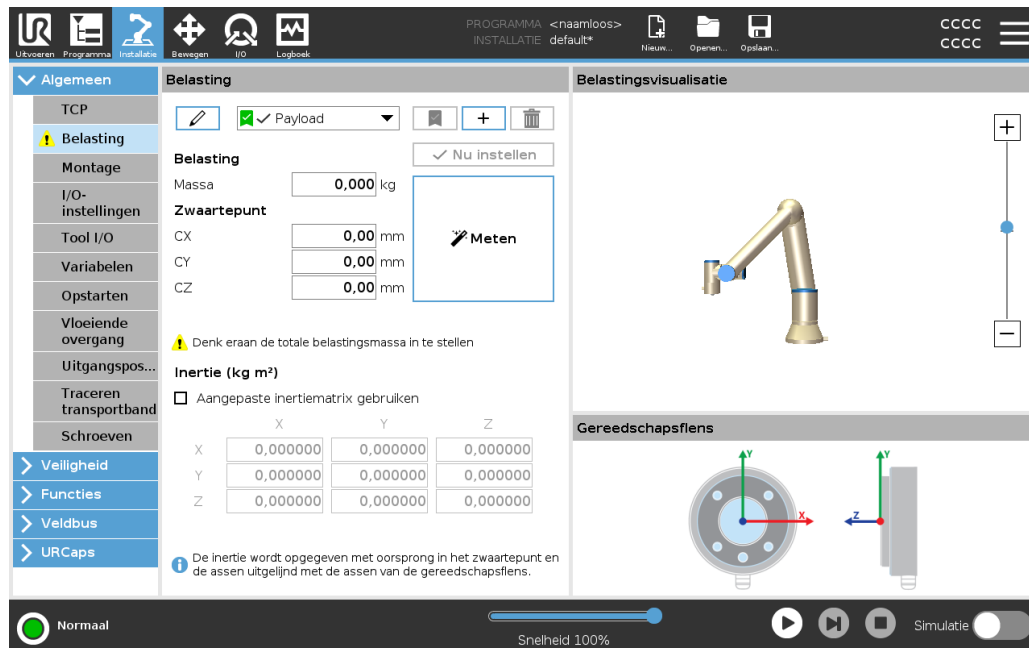 PROGRAMMA <naamloos>
INSTALLATIE default*
CCCC
CCCC
Uitvoeren
Programma
Installatie
Bewegen
I/O
Logboek
Nieuw...
Openen...
Opslaan...
Algemeen
TCP
Belasting
Montage
I/O-
instellingen
Tool I/O
Variabelen
Opstarten
Vloeiende
overgang
Uitgangspos...
Traceren
transportband
Schroeven
Veiligheid
Functies
Veldbus
URCaps
Belasting
Payload
Nu instellen
Belasting
Massa 0,000 kg
Zwaartepunt
CX 0,00 mm
CY 0,00 mm
CZ 0,00 mm
Meten
Denk eraan de totale belastingsmassa in te stellen
Inertie (kg m²)
Aangepaste inertiematrix gebruiken
X Y Z
X 0,000000 0,000000 0,000000
Y 0,000000 0,000000 0,000000
Z 0,000000 0,000000 0,000000
De inertie wordt opgegeven met oorsprong in het zwaartepunt en
de assen uitgelijnd met de assen van de gereedschapsflens.
Belastingsvisualisatie
Gereedschapsflens
Y
X
Y
Z
Normaal
Snelheid 100%
Simulatie